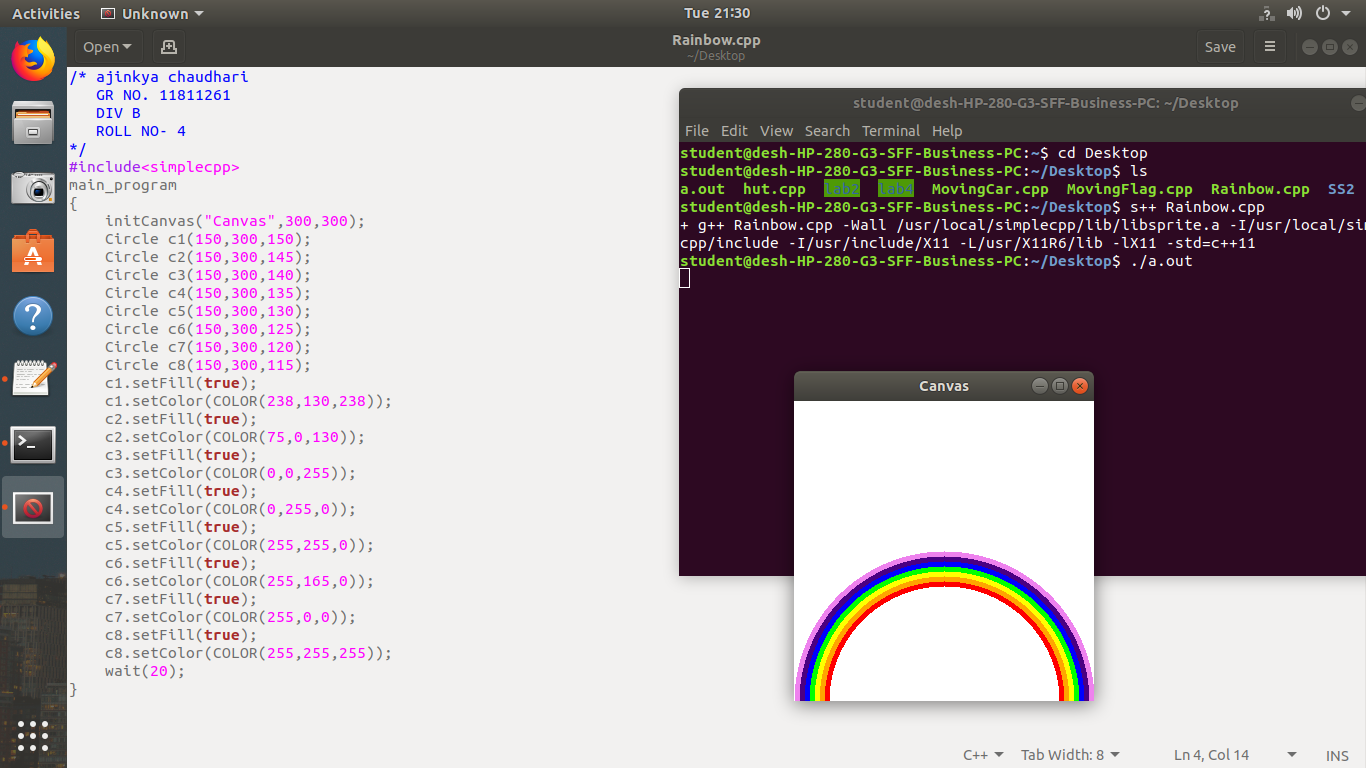 Activities Unknown Tue 21:30
Open Rainbow.cpp Save
~/Desktop
/* ajinkya chaudhari
GR NO. 11811261
DIV B
ROLL NO- 4
*/
#include<simplecpp>
main_program
{
initCanvas("Canvas",300,300);
Circle c1(150,300,150);
Circle c2(150,300,145);
Circle c3(150,300,140);
Circle c4(150,300,135);
Circle c5(150,300,130);
Circle c6(150,300,125);
Circle c7(150,300,120);
Circle c8(150,300,115);
c1.setFill(true);
c1.setColor(COLOR(238,130,238));
c2.setFill(true);
c2.setColor(COLOR(75,0,130));
c3.setFill(true);
c3.setColor(COLOR(0,0,255));
c4.setFill(true);
c4.setColor(COLOR(0,255,0));
c5.setFill(true);
c5.setColor(COLOR(255,255,0));
c6.setFill(true);
c6.setColor(COLOR(255,165,0));
c7.setFill(true);
c7.setColor(COLOR(255,0,0));
c8.setFill(true);
c8.setColor(COLOR(255,255,255));
wait(20);
}
student@desh-HP-280-G3-SFF-Business-PC: ~/Desktop
File Edit View Search Terminal Help
student@desh-HP-280-G3-SFF-Business-PC:~$ cd Desktop
student@desh-HP-280-G3-SFF-Business-PC:~/Desktop$ ls
a.out hut.cpp lab2 lab4 MovingCar.cpp MovingFlag.cpp Rainbow.cpp SS2
student@desh-HP-280-G3-SFF-Business-PC:~/Desktop$ s++ Rainbow.cpp
+ g++ Rainbow.cpp -Wall /usr/local/simplecpp/lib/libsprite.a -I/usr/local/sim
cpp/include -I/usr/include/X11 -L/usr/X11R6/lib -lX11 -std=c++11
student@desh-HP-280-G3-SFF-Business-PC:~/Desktop$ ./a.out
Canvas
C++ Tab Width: 8 Ln 4, Col 14 INS